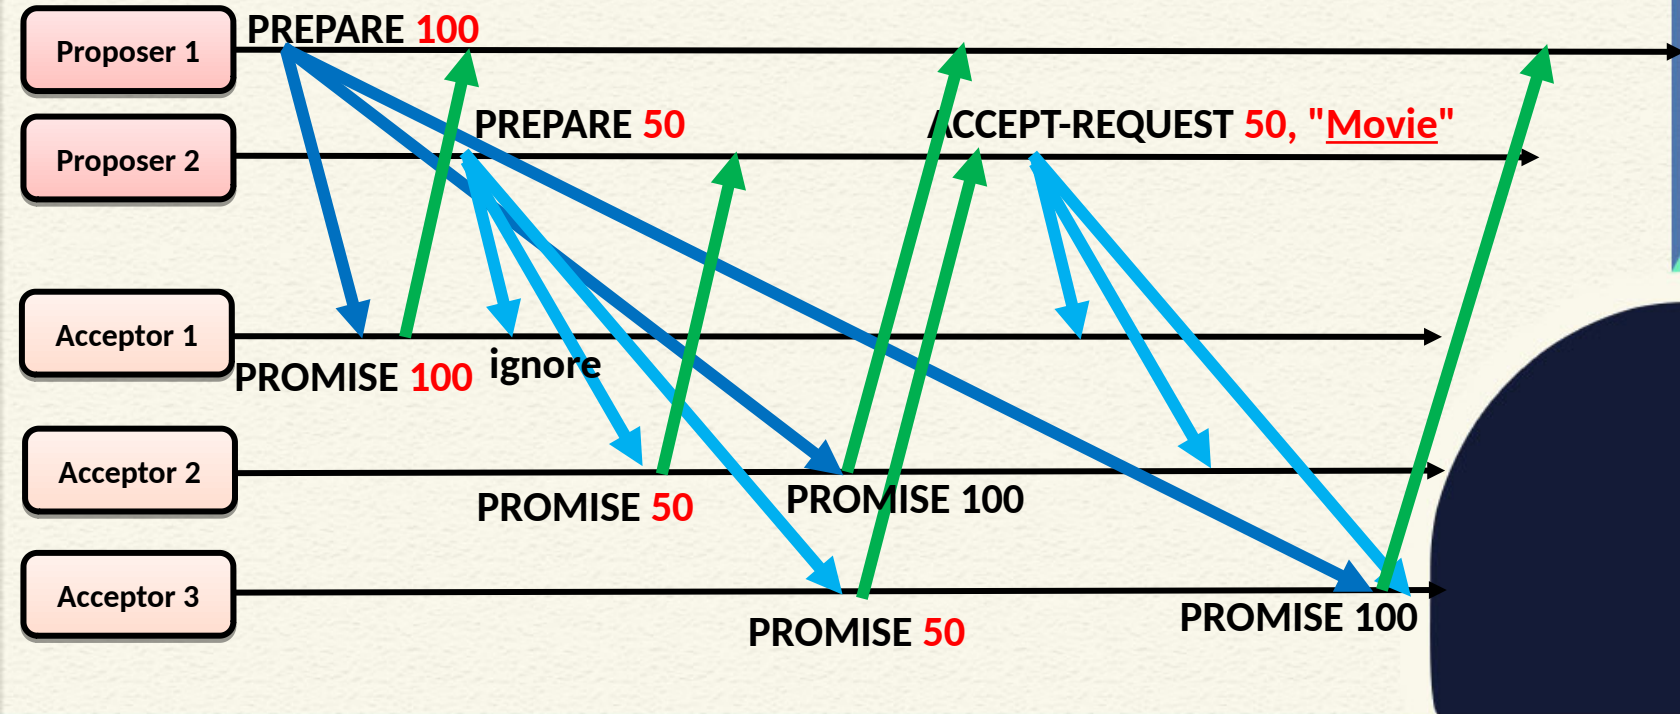 PREPARE 100
Proposer 1
PREPARE 50
ACCEPT-REQUEST 50, "Movie"
Proposer 2
Acceptor 1
ignore
PROMISE 100
Acceptor 2
PROMISE 50
PROMISE 100
Acceptor 3
PROMISE 100
PROMISE 50